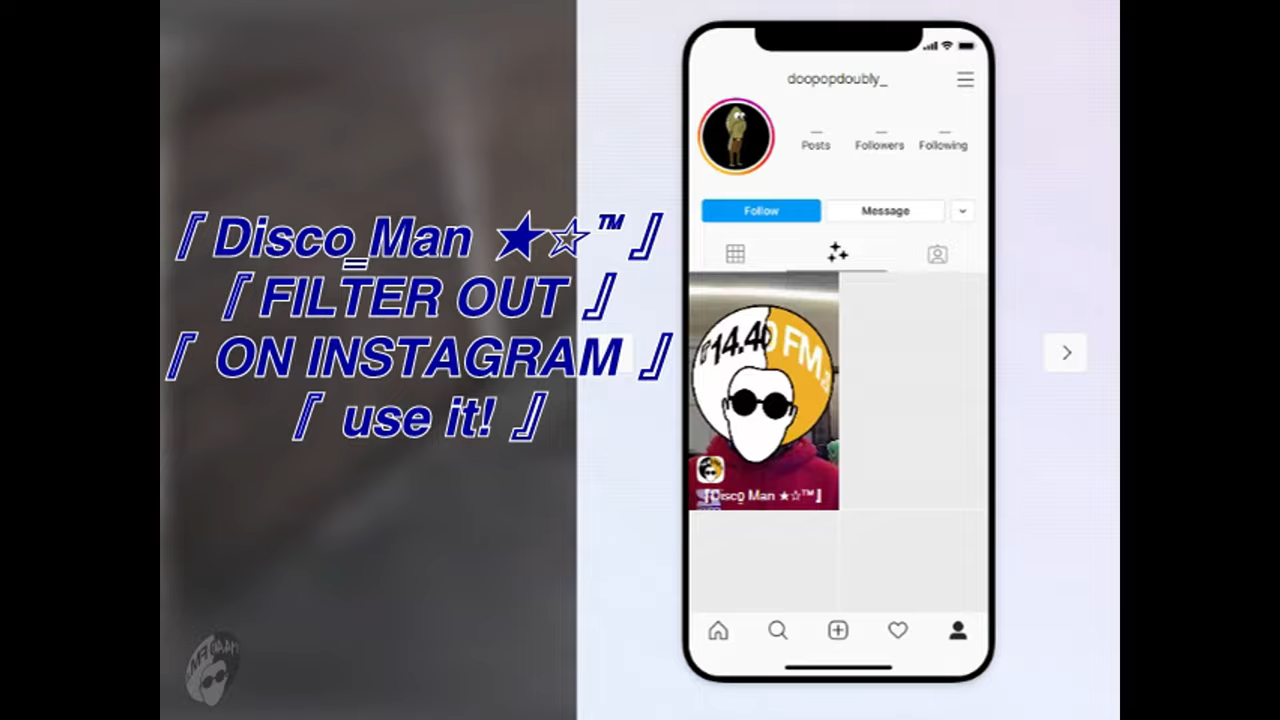 『 Disco_Man ★☆™ 』
『 FILTER OUT 』
『 ON INSTAGRAM 』
『 use it! 』
doopopdoubly_
Posts Followers Following
Follow Message
14.40 FM
『Disco Man ★☆™』